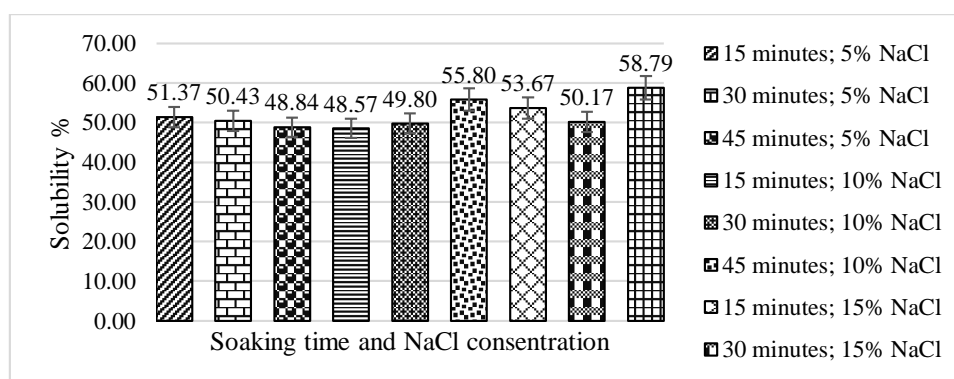 70.00
60.00
50.00
40.00
30.00
20.00
10.00
0.00
Solubility %
51.37
50.43
48.84
48.57
49.80
55.80
53.67
50.17
58.79
Soaking time and NaCl consentration
15 minutes; 5% NaCl
30 minutes; 5% NaCl
45 minutes; 5% NaCl
15 minutes; 10% NaCl
30 minutes; 10% NaCl
45 minutes; 10% NaCl
15 minutes; 15% NaCl
30 minutes; 15% NaCl